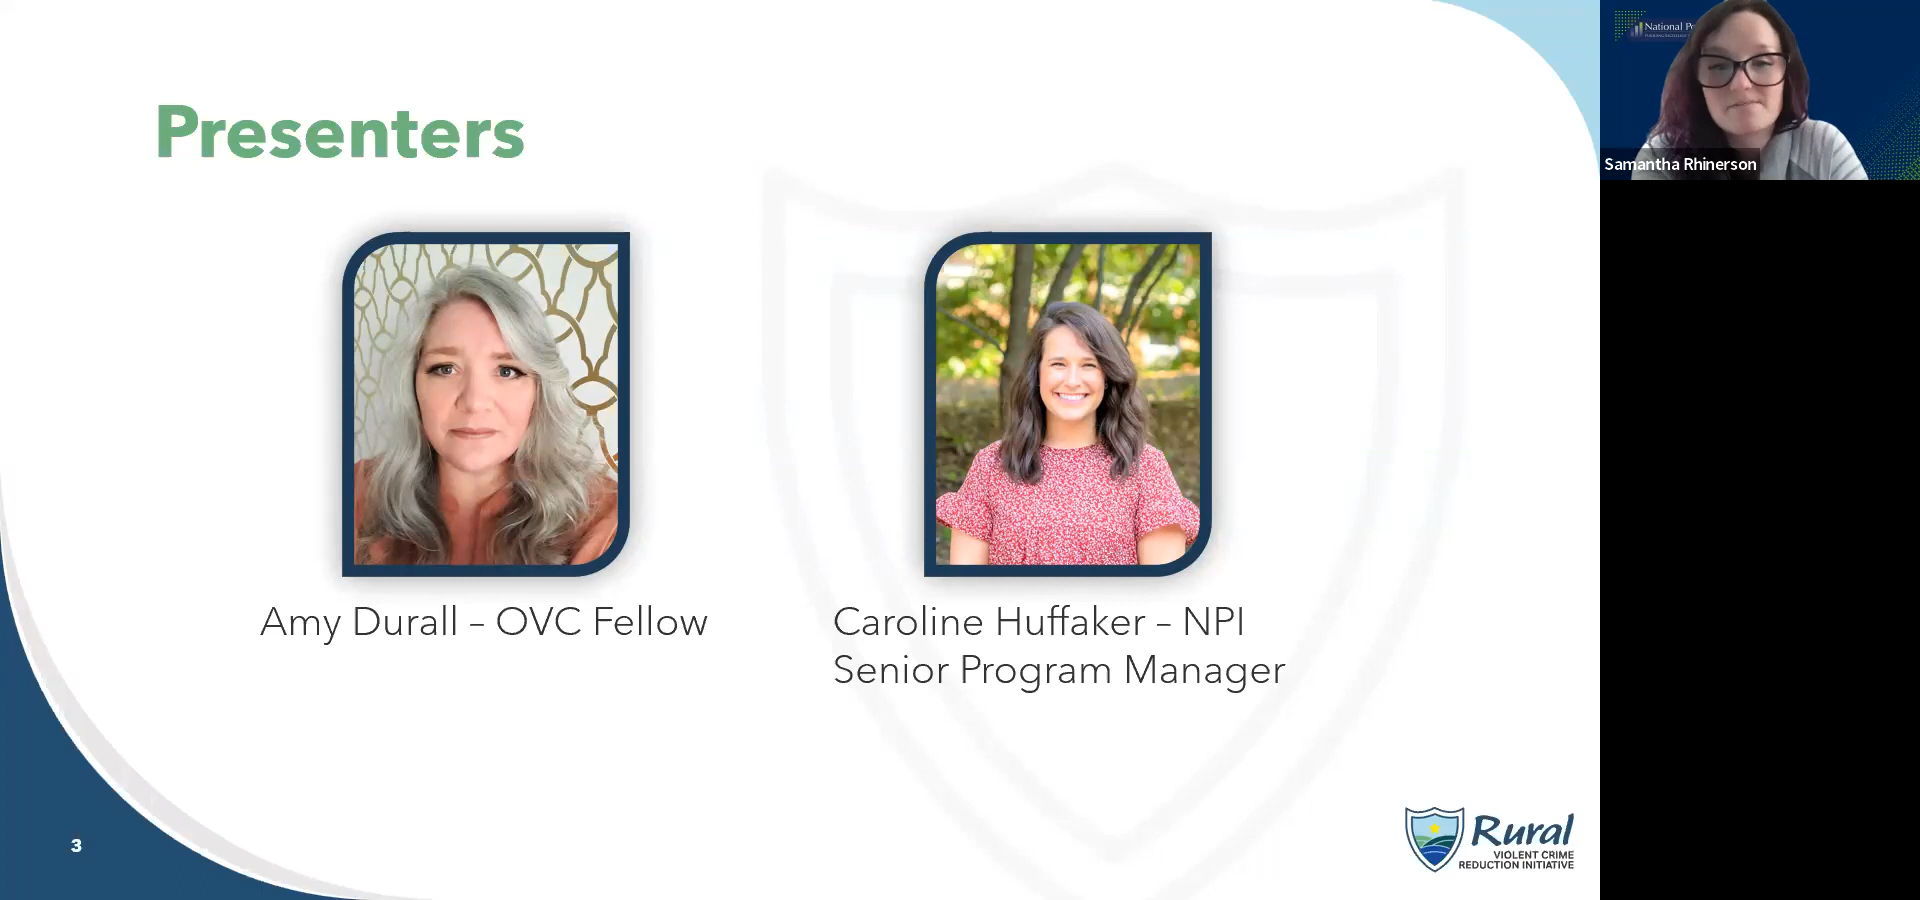 Presenters
Amy Durall – OVC Fellow
Caroline Huffaker – NPI
Senior Program Manager
3
Rural
VIOLENT CRIME
REDUCTION INITIATIVE
National
Samantha Rhinerson